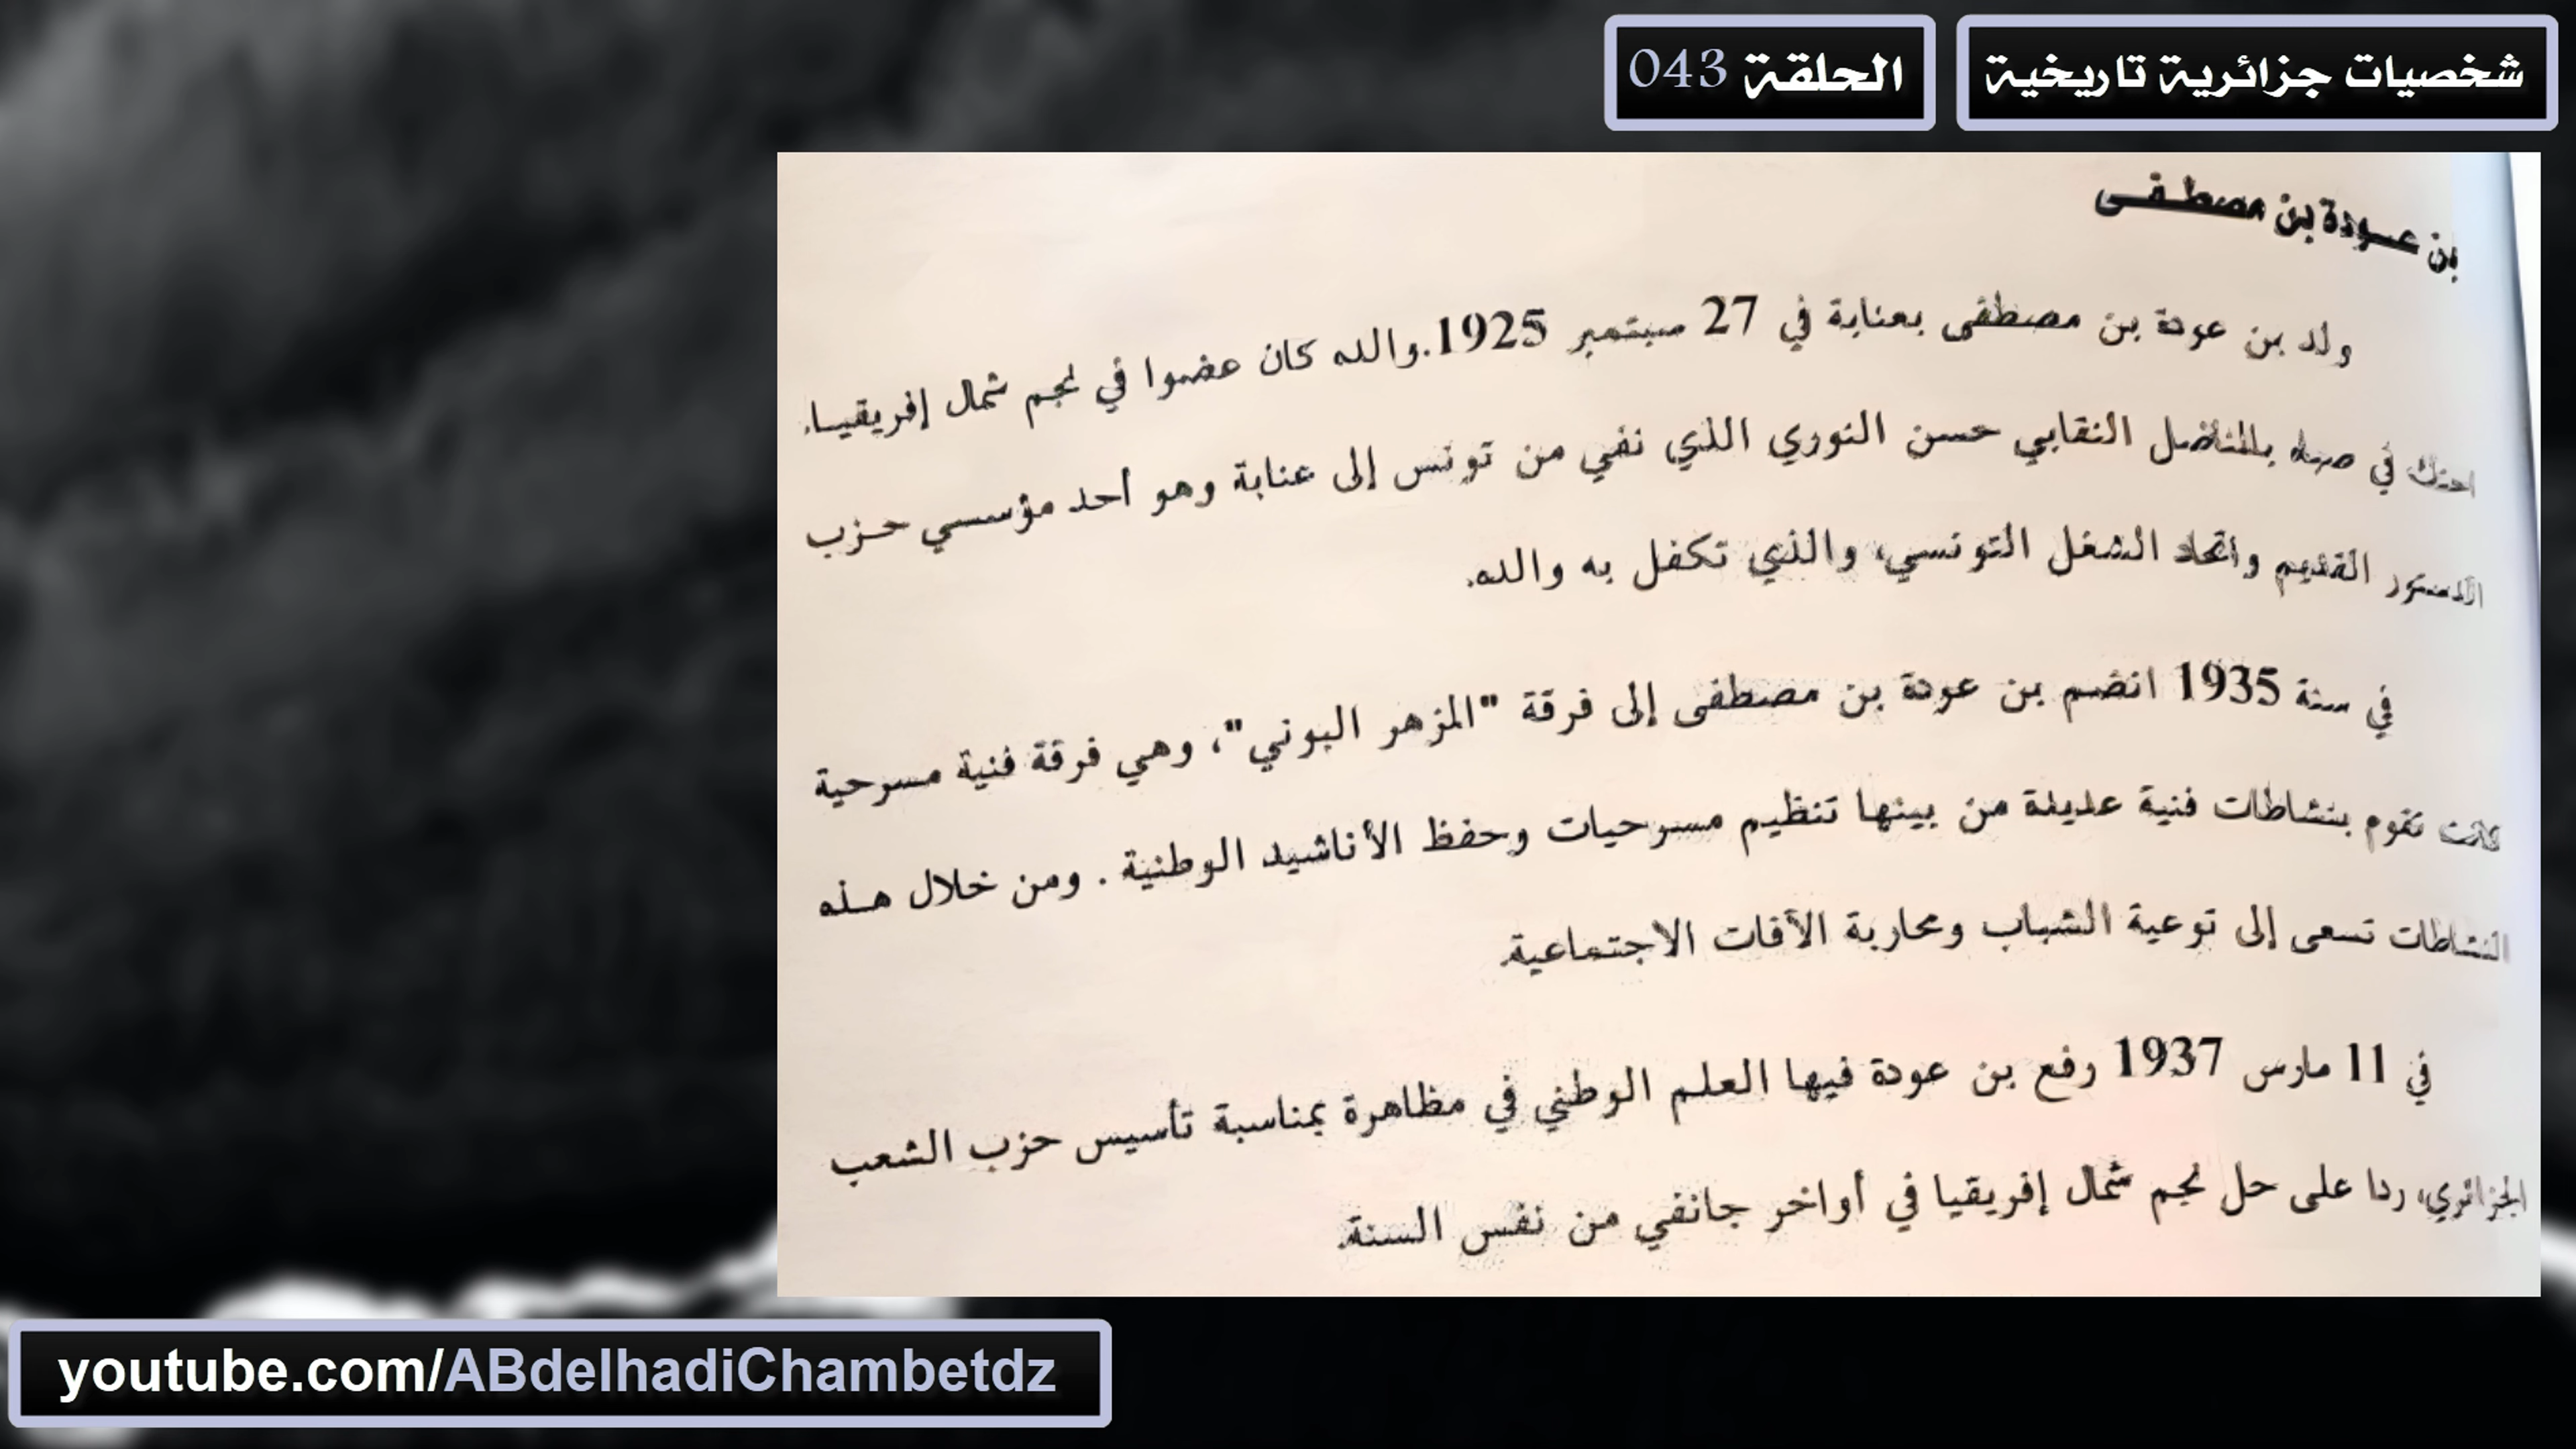 شخصيات جزائرية تاريخية
الحلقة 043
بن عودة بن مصطفى
ولد بن عودة بن مصطفى بعنابة في 27 سبتمبر 1925.والده كان عضوا في نجم شمال إفريقيا.
احتك في صباه بالمناضل النقابي حسن النوري الذي نفي من تونس إلى عنابة وهو أحد مؤسسي حزب
الدستور القديم واتحاد الشغل التونسي، والذي تكفل به والده.
في سنة 1935 انضم بن عودة بن مصطفى إلى فرقة "المزهر البوني"، وهي فرقة فنية مسرحية
كانت تقوم بنشاطات فنية عديدة من بينها تنظيم مسرحيات وحفظ الأناشيد الوطنية . ومن خلال هذه
النشاطات تسعى إلى توعية الشباب ومحاربة الآفات الاجتماعية.
في 11 مارس 1937 رفع بن عودة فيها العلم الوطني في مظاهرة بمناسبة تأسيس حزب الشعب
الجزائري، ردا على حل نجم شمال إفريقيا في أواخر جانفي من نفس السنة.
youtube.com/ABdelhadiChambetdz